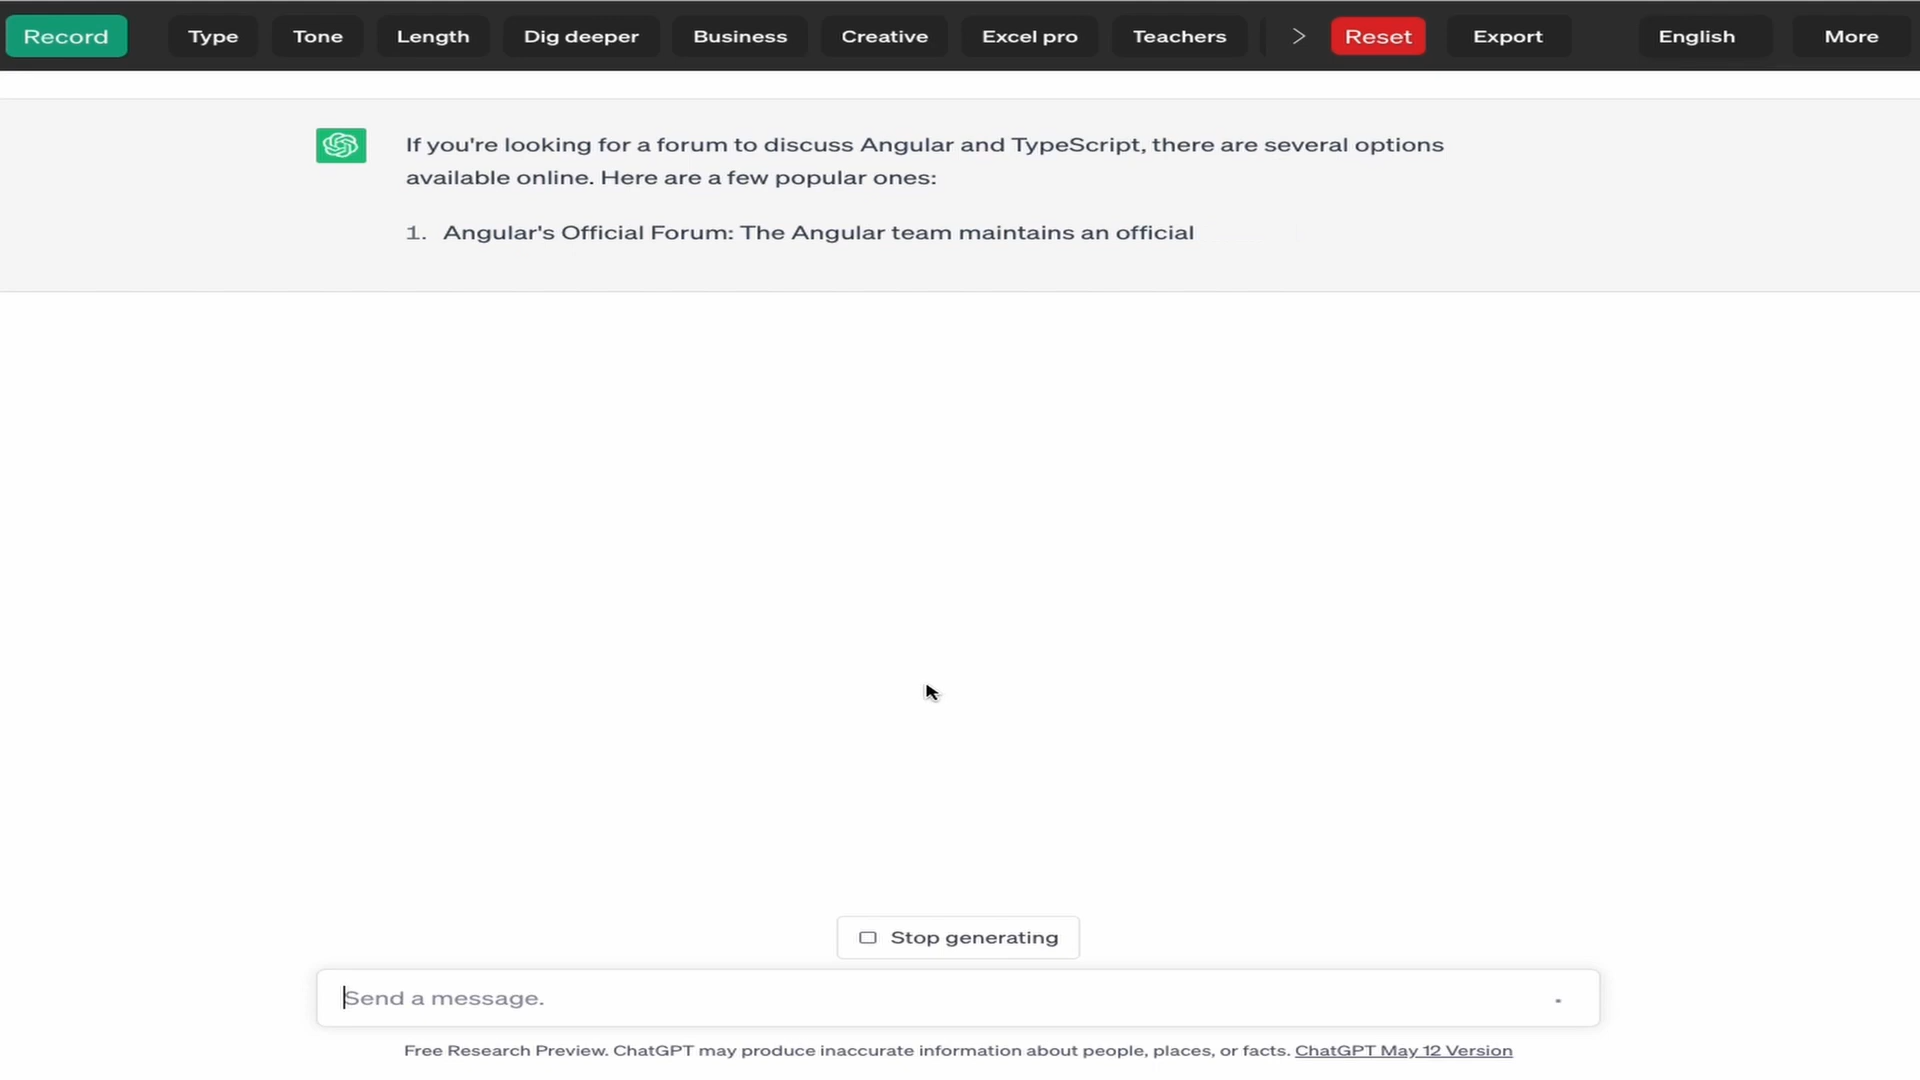 Record Type Tone Length Dig deeper Business Creative Excel pro Teachers > Reset Export English More
If you're looking for a forum to discuss Angular and TypeScript, there are several options
available online. Here are a few popular ones:
1. Angular's Official Forum: The Angular team maintains an official
Stop generating
Send a message.
Free Research Preview. ChatGPT may produce inaccurate information about people, places, or facts. ChatGPT May 12 Version